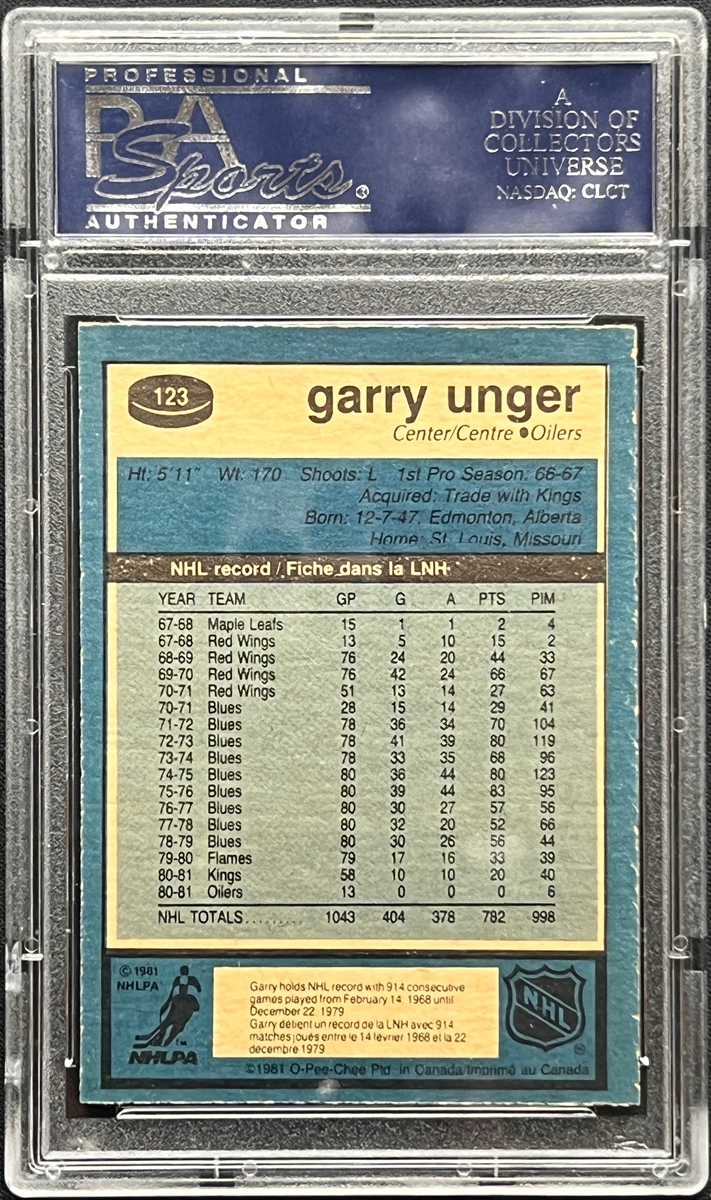 PROFESSIONAL
PSA
Sports
AUTHENTICATOR
A
DIVISION OF
COLLECTORS
UNIVERSE
NASDAQ: CLCT
123
garry unger
Center/Centre •Oilers
Ht: 5'11" Wt: 170 Shoots: L 1st Pro Season: 66-67
Acquired: Trade with Kings
Born: 12-7-47, Edmonton, Alberta
Home: St. Louis, Missouri
NHL record / Fiche dans la LNH
YEAR TEAM GP G A PTS PIM
67-68 Maple Leafs 15 1 1 2 4
67-68 Red Wings 13 5 10 15 2
68-69 Red Wings 76 24 20 44 33
69-70 Red Wings 76 42 24 66 67
70-71 Red Wings 51 13 14 27 63
70-71 Blues 28 15 14 29 41
71-72 Blues 78 36 34 70 104
72-73 Blues 78 41 39 80 119
73-74 Blues 78 33 35 68 96
74-75 Blues 80 36 44 80 123
75-76 Blues 80 39 44 83 95
76-77 Blues 80 30 27 57 56
77-78 Blues 80 32 20 52 66
78-79 Blues 80 30 26 56 44
79-80 Flames 79 17 16 33 39
80-81 Kings 58 10 10 20 40
80-81 Oilers 13 0 0 0 6
NHL TOTALS......... 1043 404 378 782 998
© 1981
NHLPA
NHLPA
TM
Garry holds NHL record with 914 consecutive
games played from February 14, 1968 until
December 22, 1979
Garry détient un record de la LNH avec 914
matches joués entre le 14 février 1968 et la 22
décembre 1979
NHL
©1981 O-Pee-Chee Ptd. in Canada/Imprimé au Canada